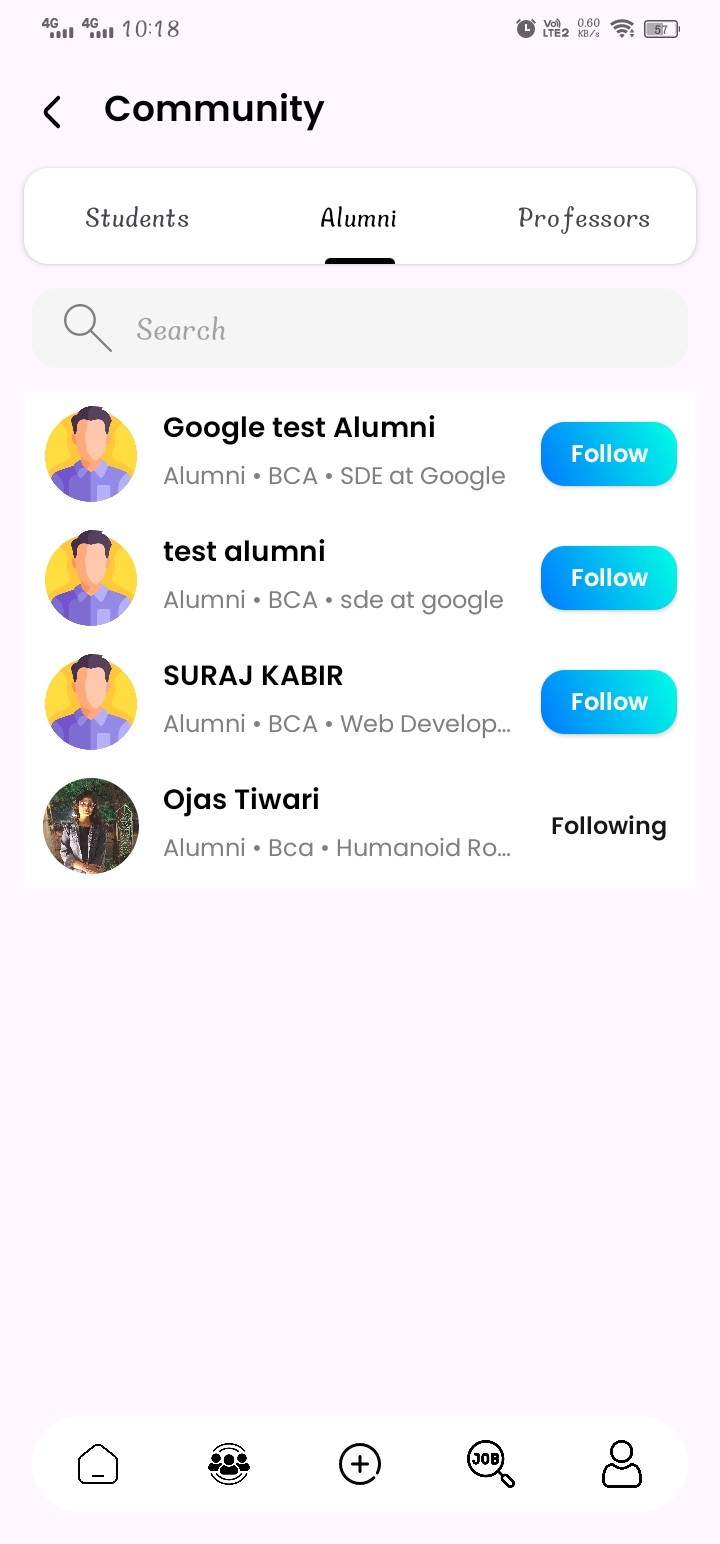 4G 4G 10:18 Vo) LTE2 0.60 KB/s 57
Community
Students Alumni Professors
Search
Google test Alumni
Alumni • BCA • SDE at Google
Follow
test alumni
Alumni • BCA • sde at google
Follow
SURAJ KABIR
Alumni • BCA • Web Develop...
Follow
Ojas Tiwari
Alumni • Bca • Humanoid Ro...
Following
JOB